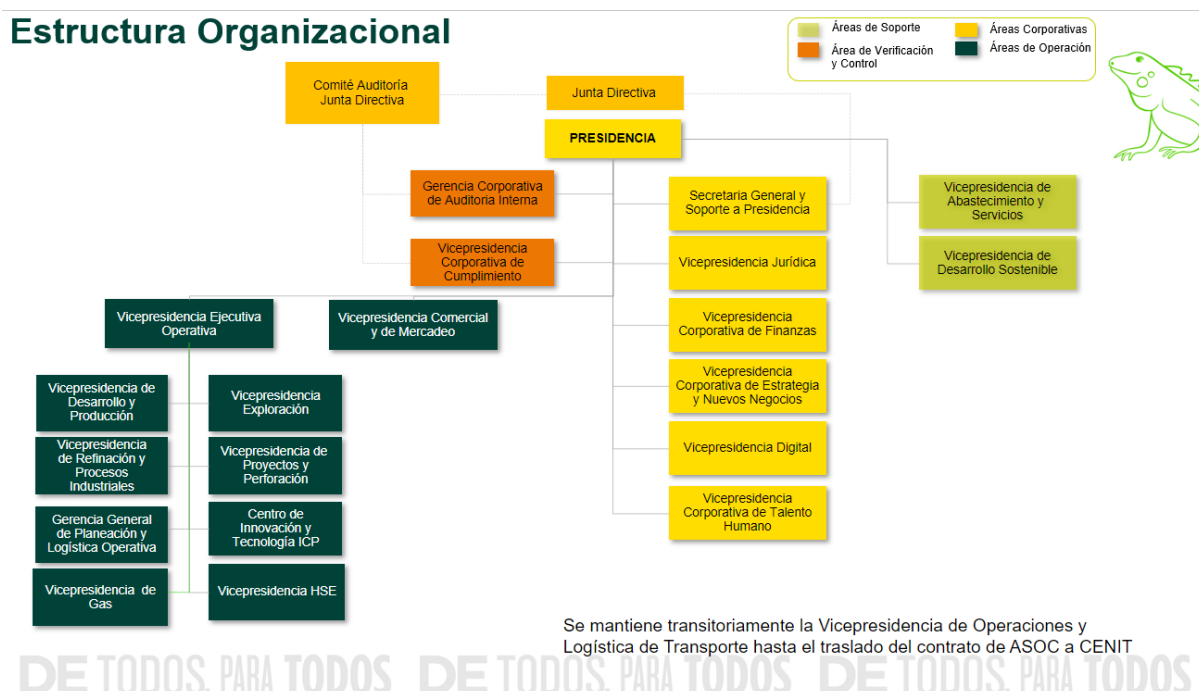 Estructura Organizacional
Áreas de Soporte
Áreas Corporativas
Área de Verificación
y Control
Áreas de Operación
Comité Auditoría
Junta Directiva
Junta Directiva
PRESIDENCIA
Gerencia Corporativa
de Auditoria Interna
Secretaria General y
Soporte a Presidencia
Vicepresidencia de
Abastecimiento y
Servicios
Vicepresidencia
Corporativa de
Cumplimiento
Vicepresidencia Jurídica
Vicepresidencia de
Desarrollo Sostenible
Vicepresidencia Ejecutiva
Operativa
Vicepresidencia Comercial
y de Mercadeo
Vicepresidencia
Corporativa de Finanzas
Vicepresidencia de
Desarrollo y
Producción
Vicepresidencia
Exploración
Vicepresidencia
Corporativa de Estrategia
y Nuevos Negocios
Vicepresidencia
de Refinación y
Procesos
Industriales
Vicepresidencia de
Proyectos y
Perforación
Vicepresidencia Digital
Gerencia General
de Planeación y
Logística Operativa
Centro de
Innovación y
Tecnología ICP
Vicepresidencia
Corporativa de Talento
Humano
Vicepresidencia de
Gas
Vicepresidencia HSE
Se mantiene transitoriamente la Vicepresidencia de Operaciones y
Logística de Transporte hasta el traslado del contrato de ASOC a CENIT
DE TODOS, PARA TODOS DE TODOS, PARA TODOS DE TODOS, PARA TODOS